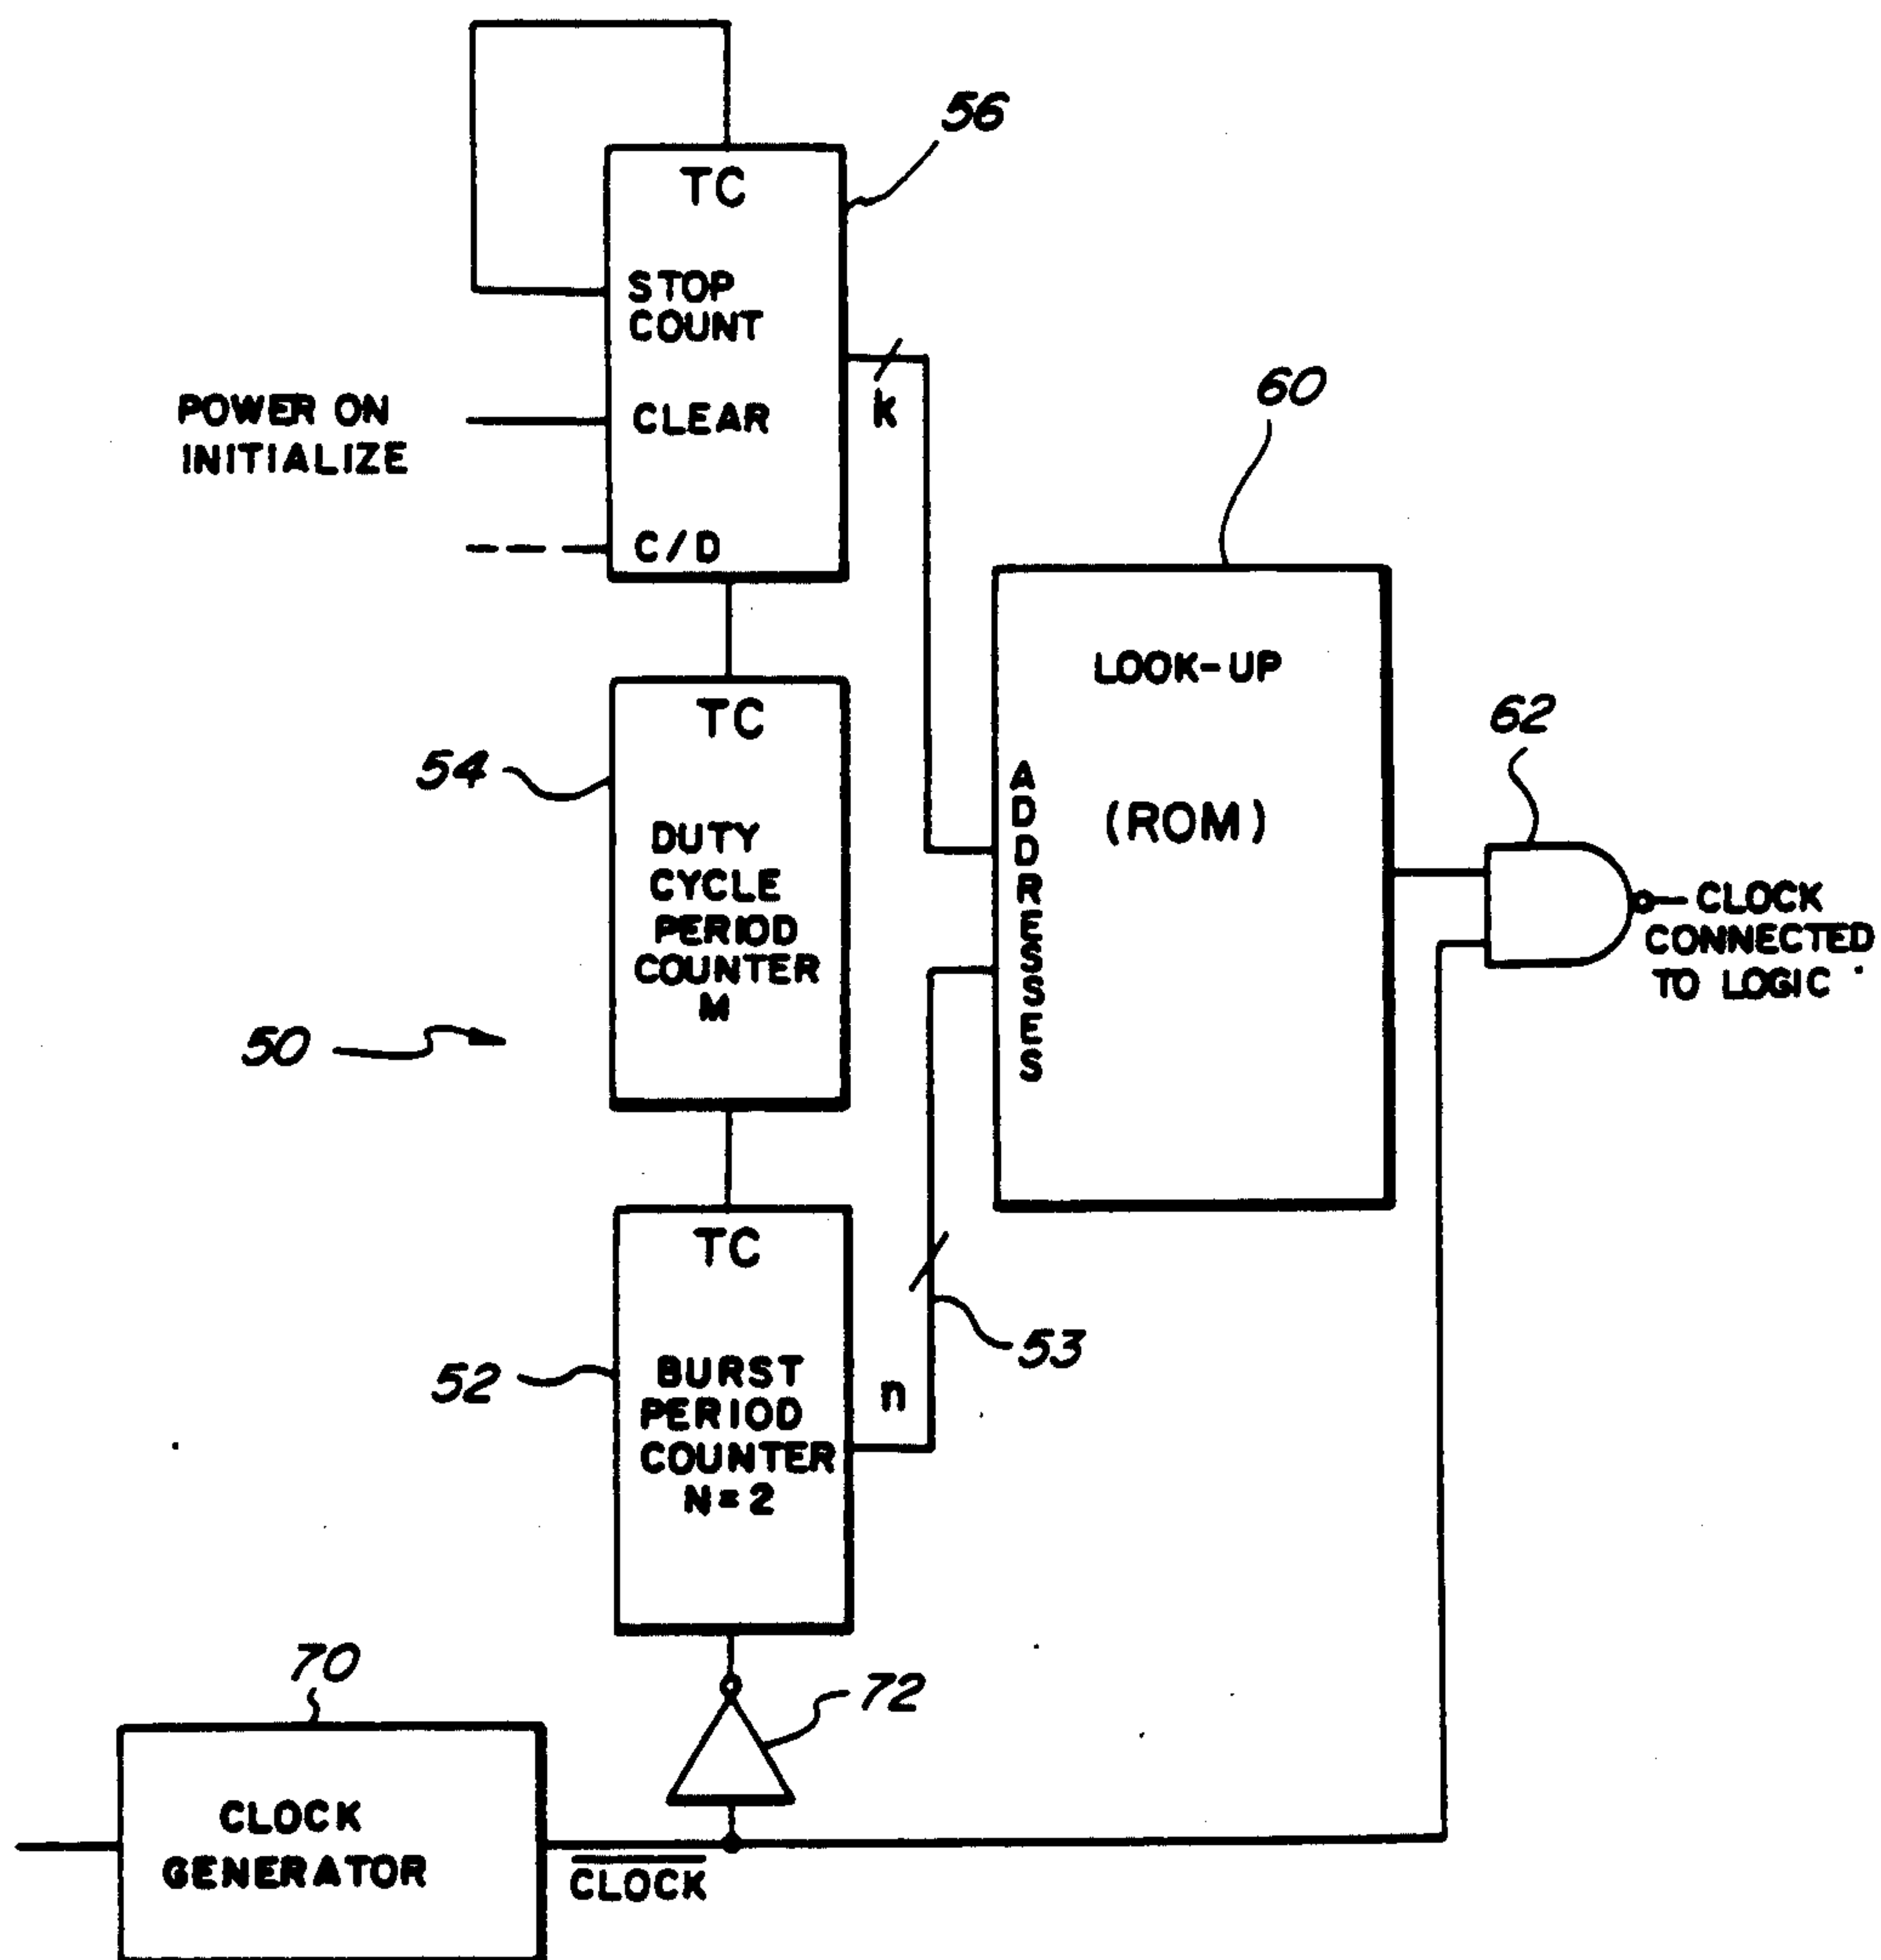 56
TC
STOP
COUNT
POWER ON
INITIALIZE
CLEAR
k
C/D
60
LOOK-UP
(ROM)
ADDRESSES
62
CLOCK
CONNECTED
TO LOGIC
TC
54
DUTY
CYCLE
PERIOD
COUNTER
M
50
TC
53
52
BURST
PERIOD
COUNTER
N=2
n
70
72
CLOCK
GENERATOR
CLOCK